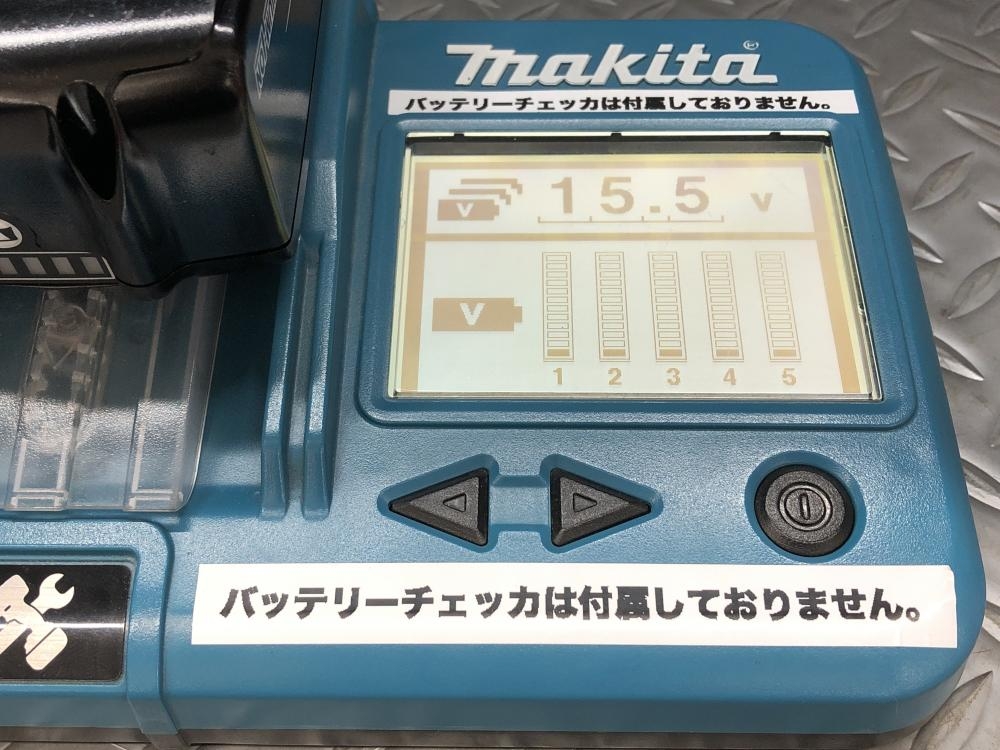 makita®
バッテリーチェッカは付属しておりません。
V 15.5 v
V
1 2 3 4 5
バッテリーチェッカは付属しておりません。